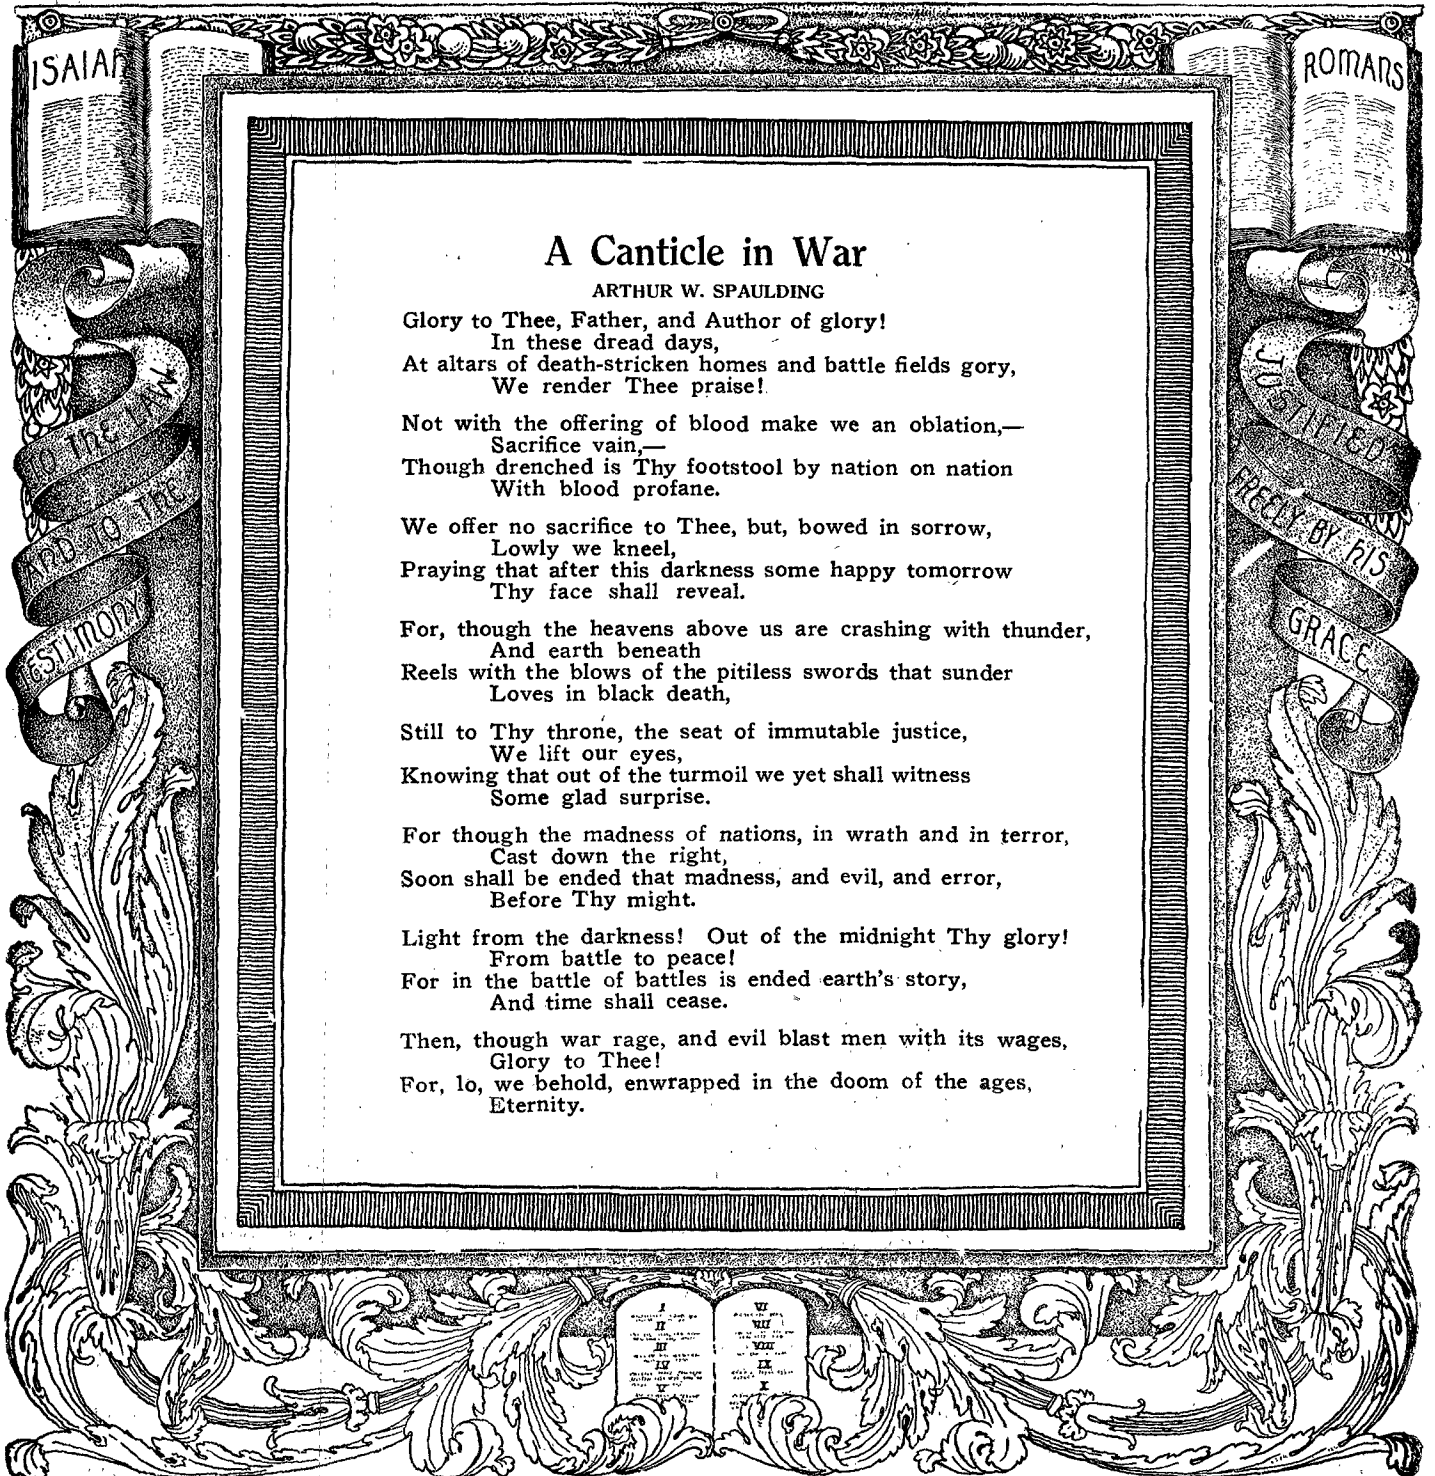 ISAIAH
ROMANS
TO THE LAW
AND TO THE
TESTIMONY
JUSTIFIED
FREELY BY HIS
GRACE
A Canticle in War
ARTHUR W. SPAULDING
Glory to Thee, Father, and Author of glory!
In these dread days,
At altars of death-stricken homes and battle fields gory,
We render Thee praise!
Not with the offering of blood make we an oblation,—
Sacrifice vain,—
Though drenched is Thy footstool by nation on nation
With blood profane.
We offer no sacrifice to Thee, but, bowed in sorrow,
Lowly we kneel,
Praying that after this darkness some happy tomorrow
Thy face shall reveal.
For, though the heavens above us are crashing with thunder,
And earth beneath
Reels with the blows of the pitiless swords that sunder
Loves in black death,
Still to Thy throne, the seat of immutable justice,
We lift our eyes,
Knowing that out of the turmoil we yet shall witness
Some glad surprise.
For though the madness of nations, in wrath and in terror,
Cast down the right,
Soon shall be ended that madness, and evil, and error,
Before Thy might.
Light from the darkness! Out of the midnight Thy glory!
From battle to peace!
For in the battle of battles is ended earth's story,
And time shall cease.
Then, though war rage, and evil blast men with its wages,
Glory to Thee!
For, lo, we behold, enwrapped in the doom of the ages,
Eternity.
I
II
III
IV
V
VI
VII
VIII
IX
X